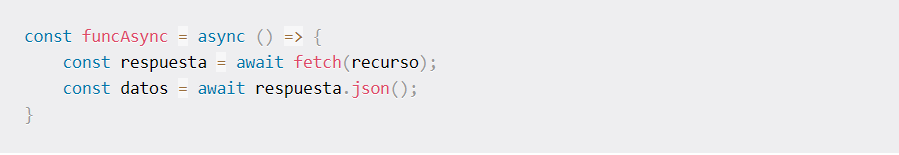 const funcAsync = async () => {
    const respuesta = await fetch(recurso);
    const datos = await respuesta.json();
}